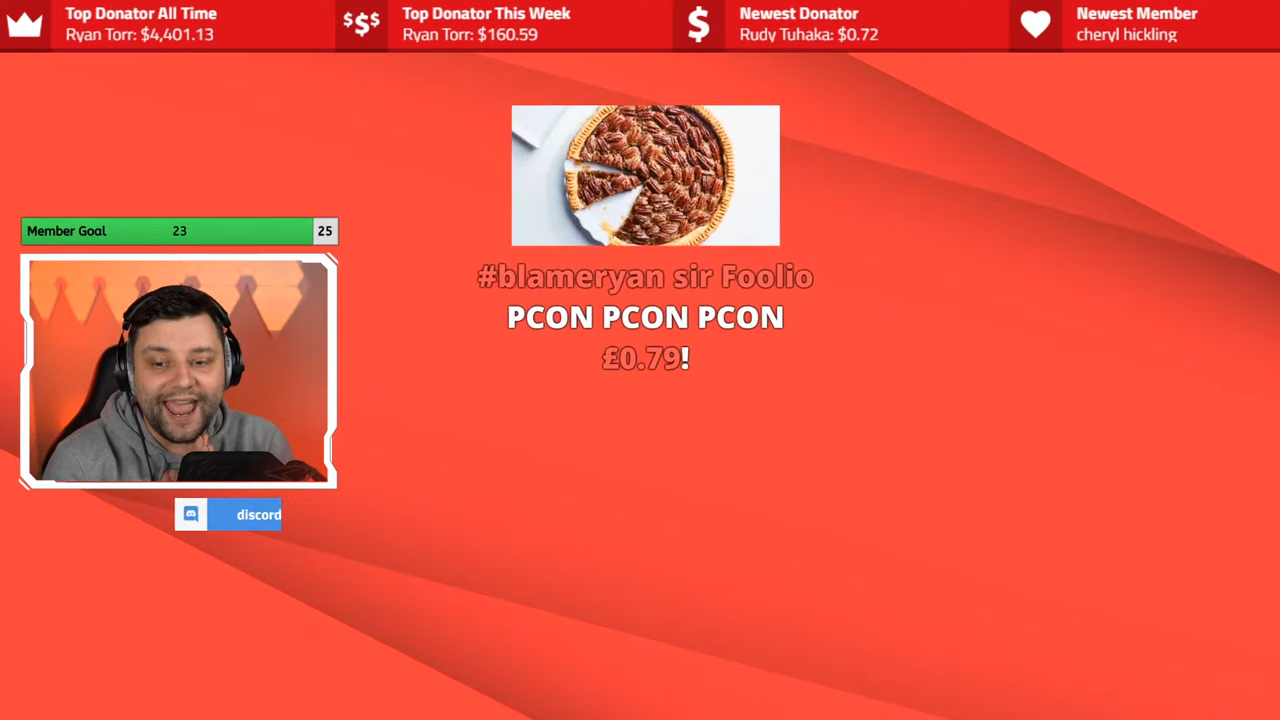 Top Donator All Time
Ryan Torr: $4,401.13
$$$
Top Donator This Week
Ryan Torr: $160.59
$
Newest Donator
Rudy Tuhaka: $0.72
Newest Member
cheryl hickling
Member Goal 23 25
#blameryan sir Foolio
PCON PCON PCON
£0.79!
discord